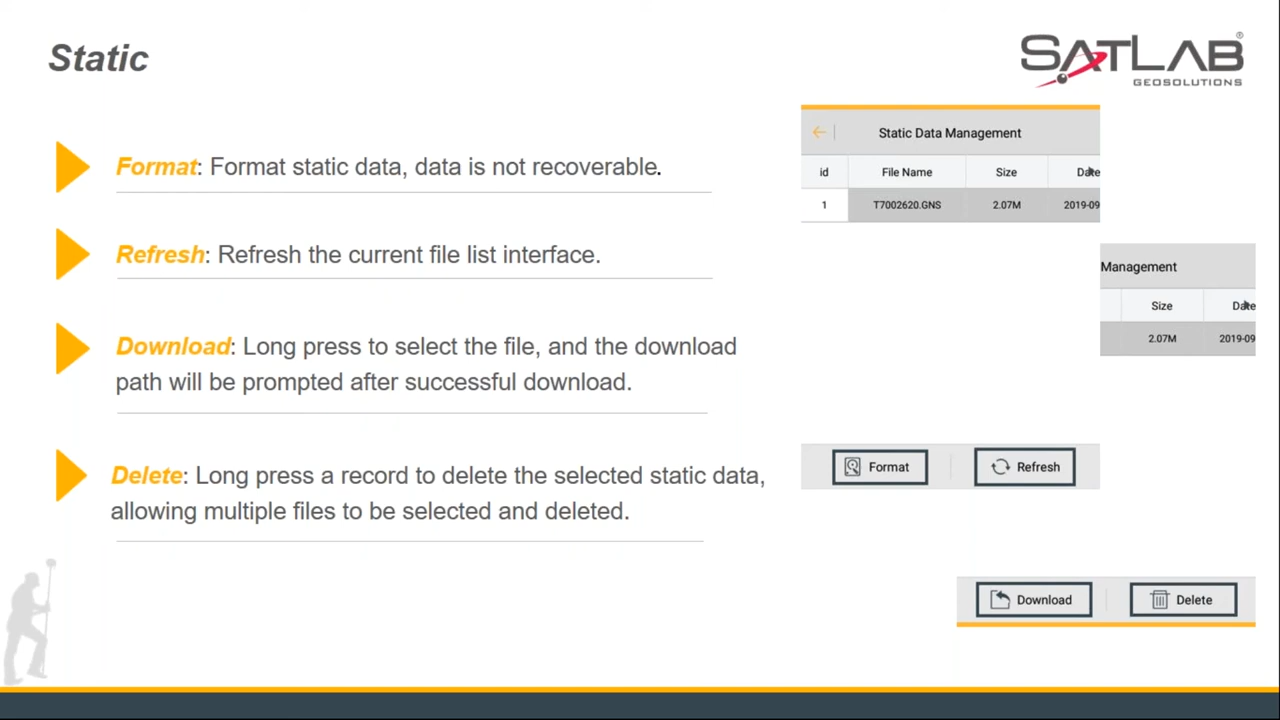 Static
SATLAB®
GEOSOLUTIONS
Format: Format static data, data is not recoverable.
Refresh: Refresh the current file list interface.
Download: Long press to select the file, and the download
path will be prompted after successful download.
Delete: Long press a record to delete the selected static data,
allowing multiple files to be selected and deleted.
Static Data Management
id File Name Size Date
1 T7002620.GNS 2.07M 2019-09
Management
Size Date
2.07M 2019-09
Format Refresh
Download Delete